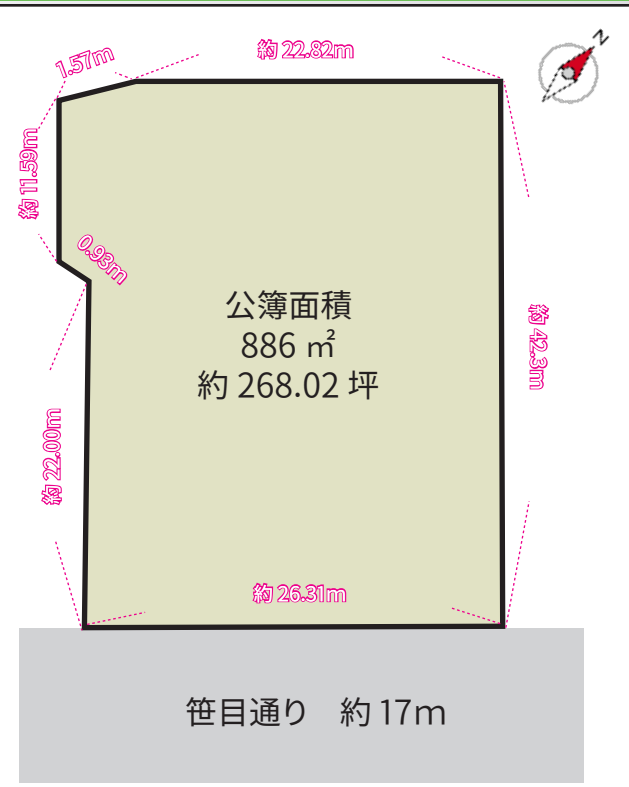 N
1.57m
約 22.82m
約 11.59m
0.93m
公簿面積
886 ㎡
約 268.02 坪
約 42.3m
約 22.00m
約 26.31m
笹目通り　約 17m